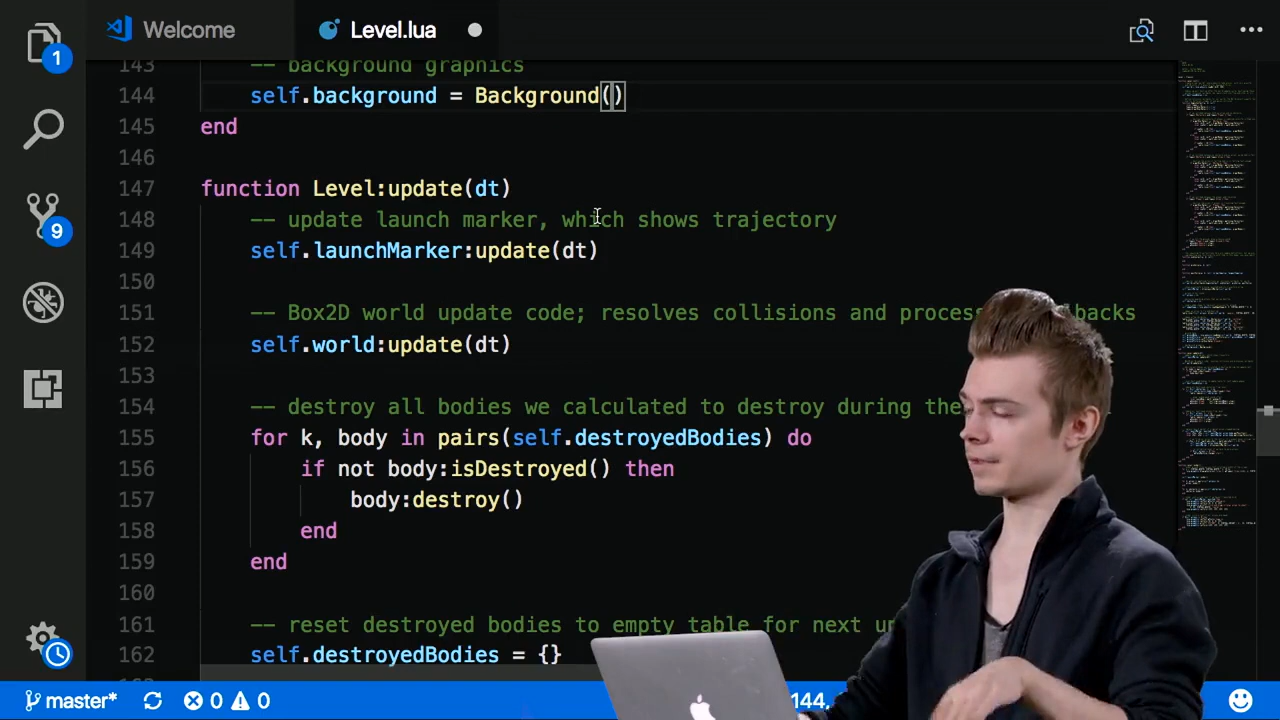 1
Welcome
Level.lua
143 -- background graphics
144 self.background = Background()
145 end
146
147 function Level:update(dt)
148 -- update launch marker, which shows trajectory
149 self.launchMarker:update(dt)
150
151 -- Box2D world update code; resolves collisions and backs
152 self.world:update(dt)
153
154 -- destroy all bodies we calculated to destroy during the
155 for k, body in pairs(self.destroyedBodies) do
156 if not body:isDestroyed() then
157 body:destroy()
158 end
159 end
160
161 -- reset destroyed bodies to empty table for next
162 self.destroyedBodies = {}
9
master*
0
0
144,